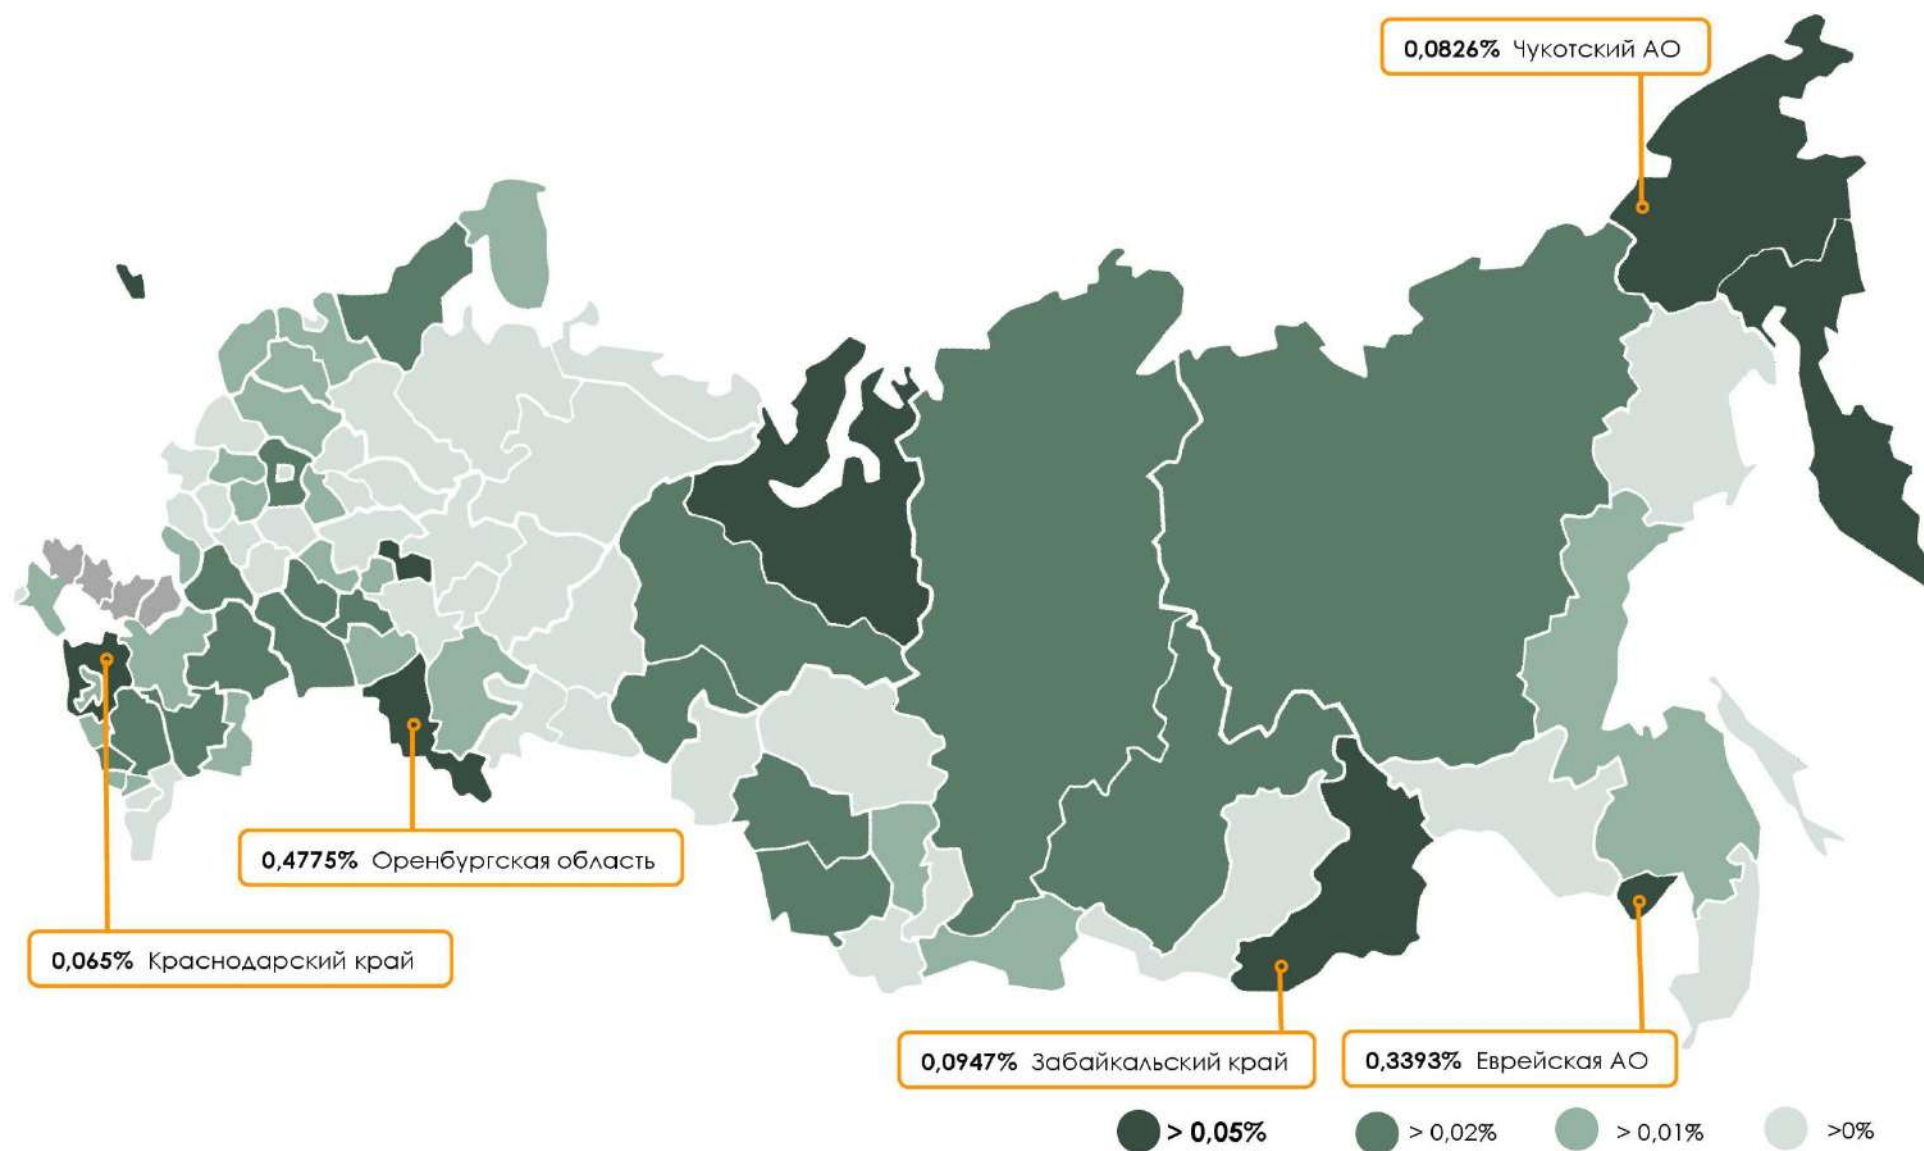 0,0826% Чукотский АО
0,4775% Оренбургская область
0,065% Краснодарский край
0,0947% Забайкальский край
0,3393% Еврейская АО
> 0,05%
> 0,02%
> 0,01%
>0%